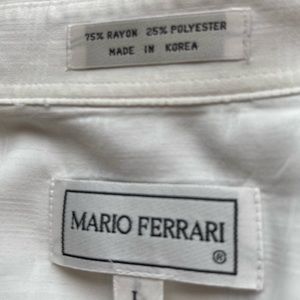 75% RAYON 25% POLYESTER
MADE IN KOREA
MARIO FERRARI
®